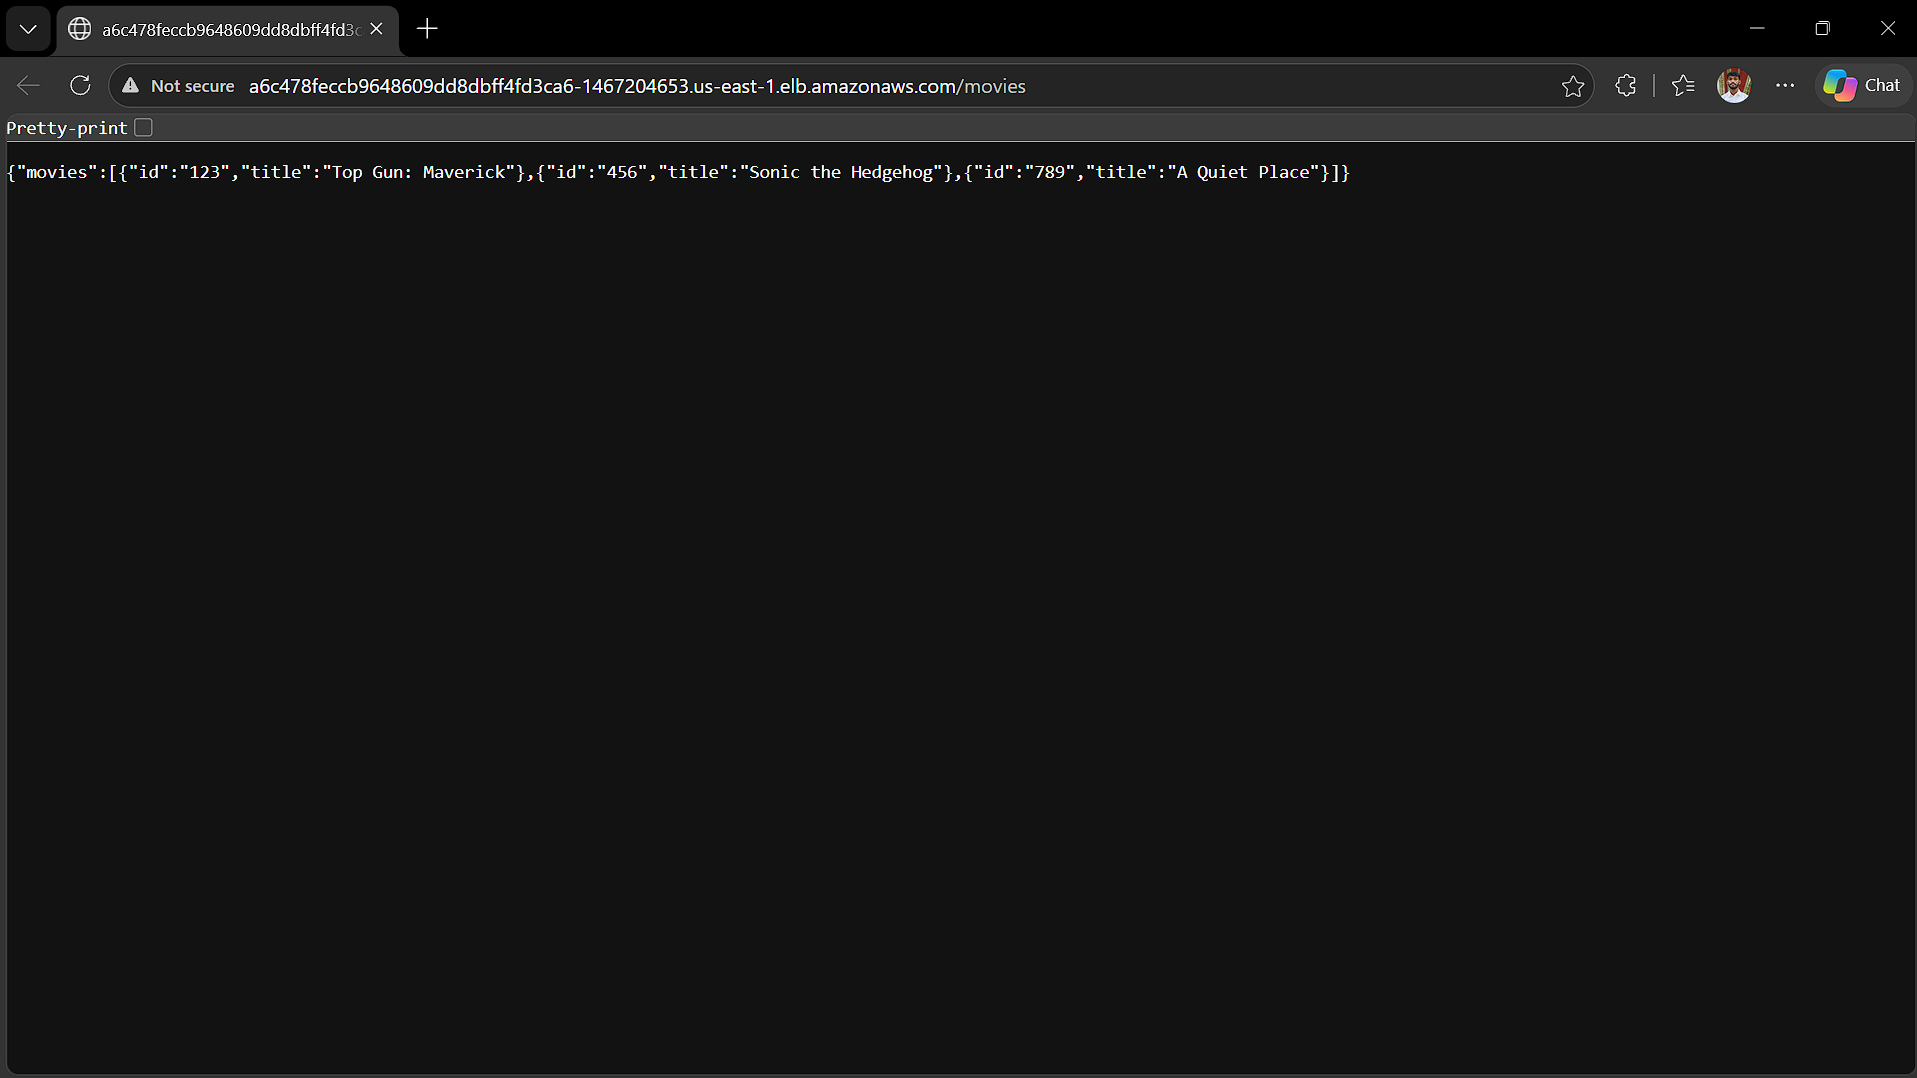 a6c478feccb9648609dd8dbff4fd3c
Not secure a6c478feccb9648609dd8dbff4fd3ca6-1467204653.us-east-1.elb.amazonaws.com/movies
Chat
Pretty-print
{"movies":[{"id":"123","title":"Top Gun: Maverick"},{"id":"456","title":"Sonic the Hedgehog"},{"id":"789","title":"A Quiet Place"}]}